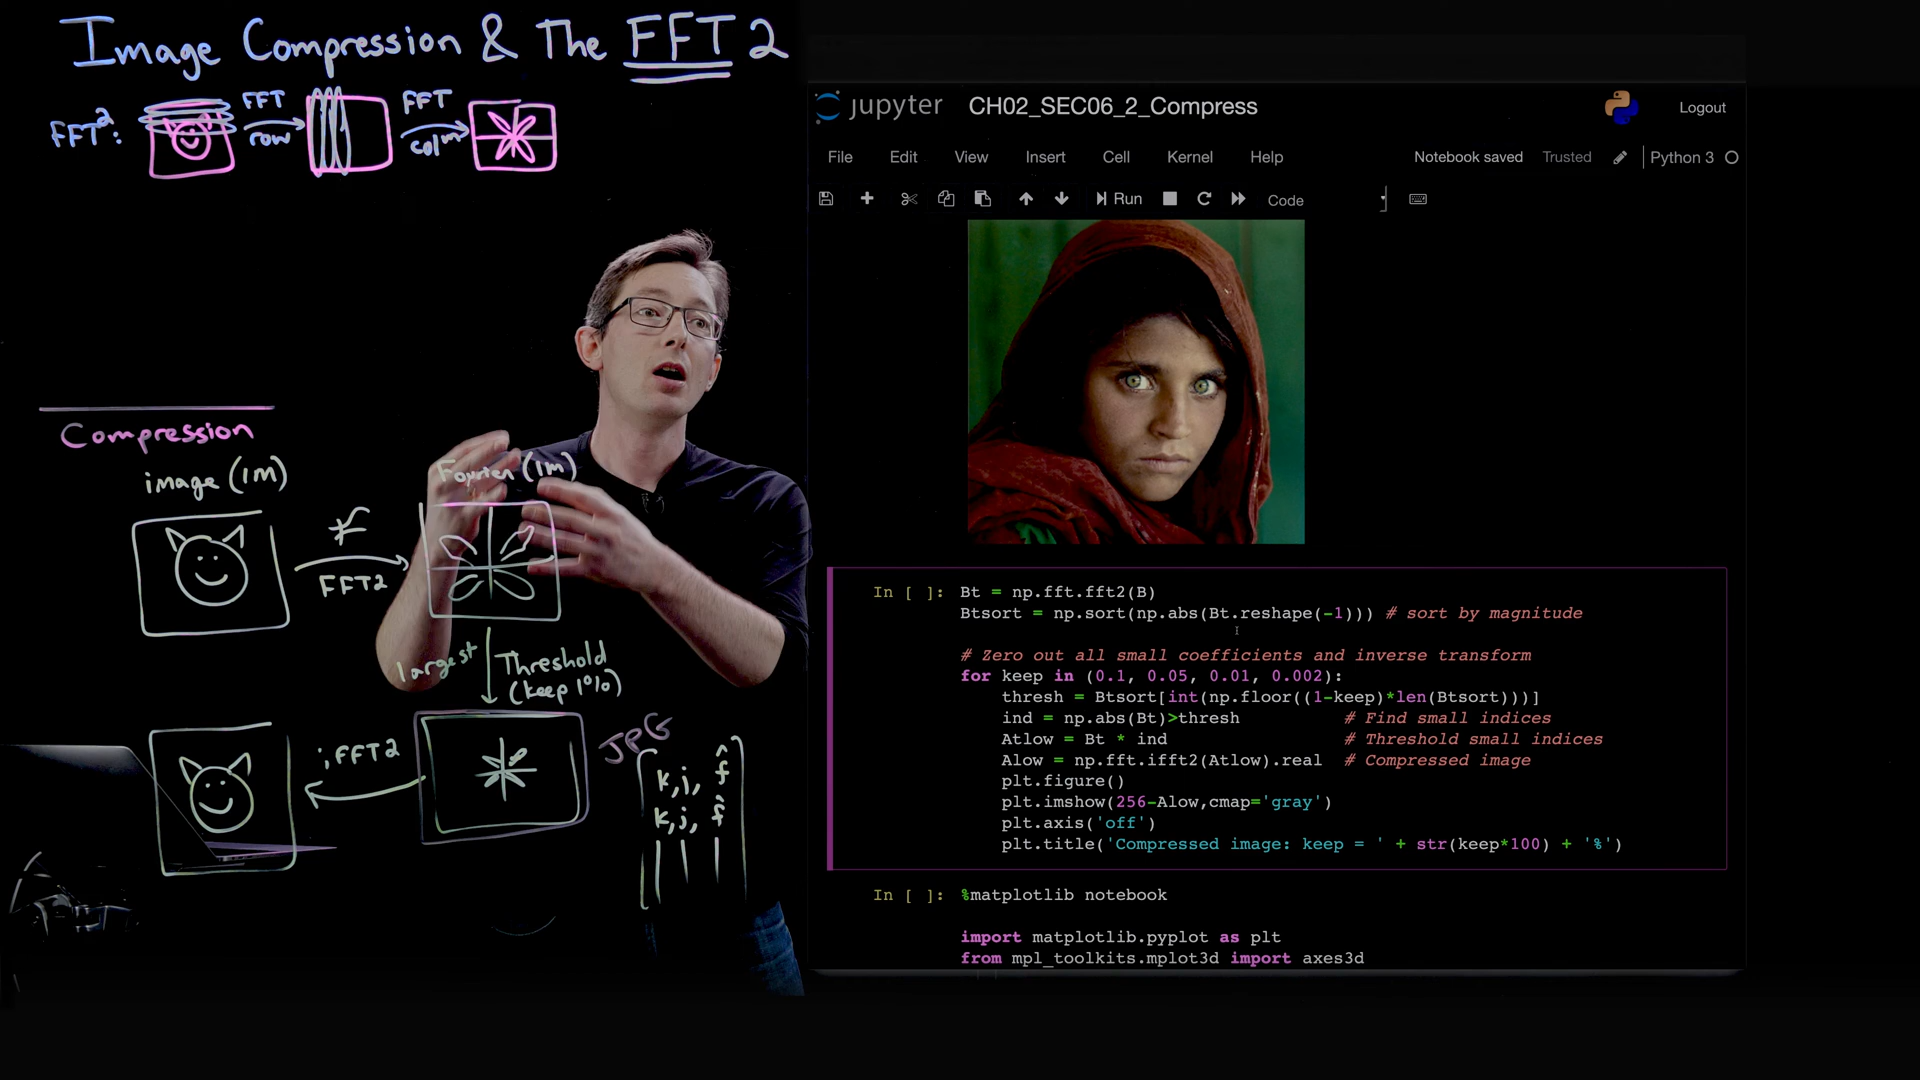 Image Compression & The FFT2
FFT²:
FFT
row
FFT
colm
Compression
image (1M)
Fourier (1M)
FFT2
largest
Threshold
(keep 1%)
iFFT2
JPG
k,j, f̂
k,j, f̂
jupyter CH02_SEC06_2_Compress
Logout
File Edit View Insert Cell Kernel Help
Notebook saved Trusted Python 3
Run
Code
In [ ]: Bt = np.fft.fft2(B)
Btsort = np.sort(np.abs(Bt.reshape(-1))) # sort by magnitude
# Zero out all small coefficients and inverse transform
for keep in (0.1, 0.05, 0.01, 0.002):
    thresh = Btsort[int(np.floor((1-keep)*len(Btsort)))]
    ind = np.abs(Bt)>thresh # Find small indices
    Atlow = Bt * ind # Threshold small indices
    Alow = np.fft.ifft2(Atlow).real # Compressed image
    plt.figure()
    plt.imshow(256-Alow,cmap='gray')
    plt.axis('off')
    plt.title('Compressed image: keep = ' + str(keep*100) + '%')
In [ ]: %matplotlib notebook
import matplotlib.pyplot as plt
from mpl_toolkits.mplot3d import axes3d